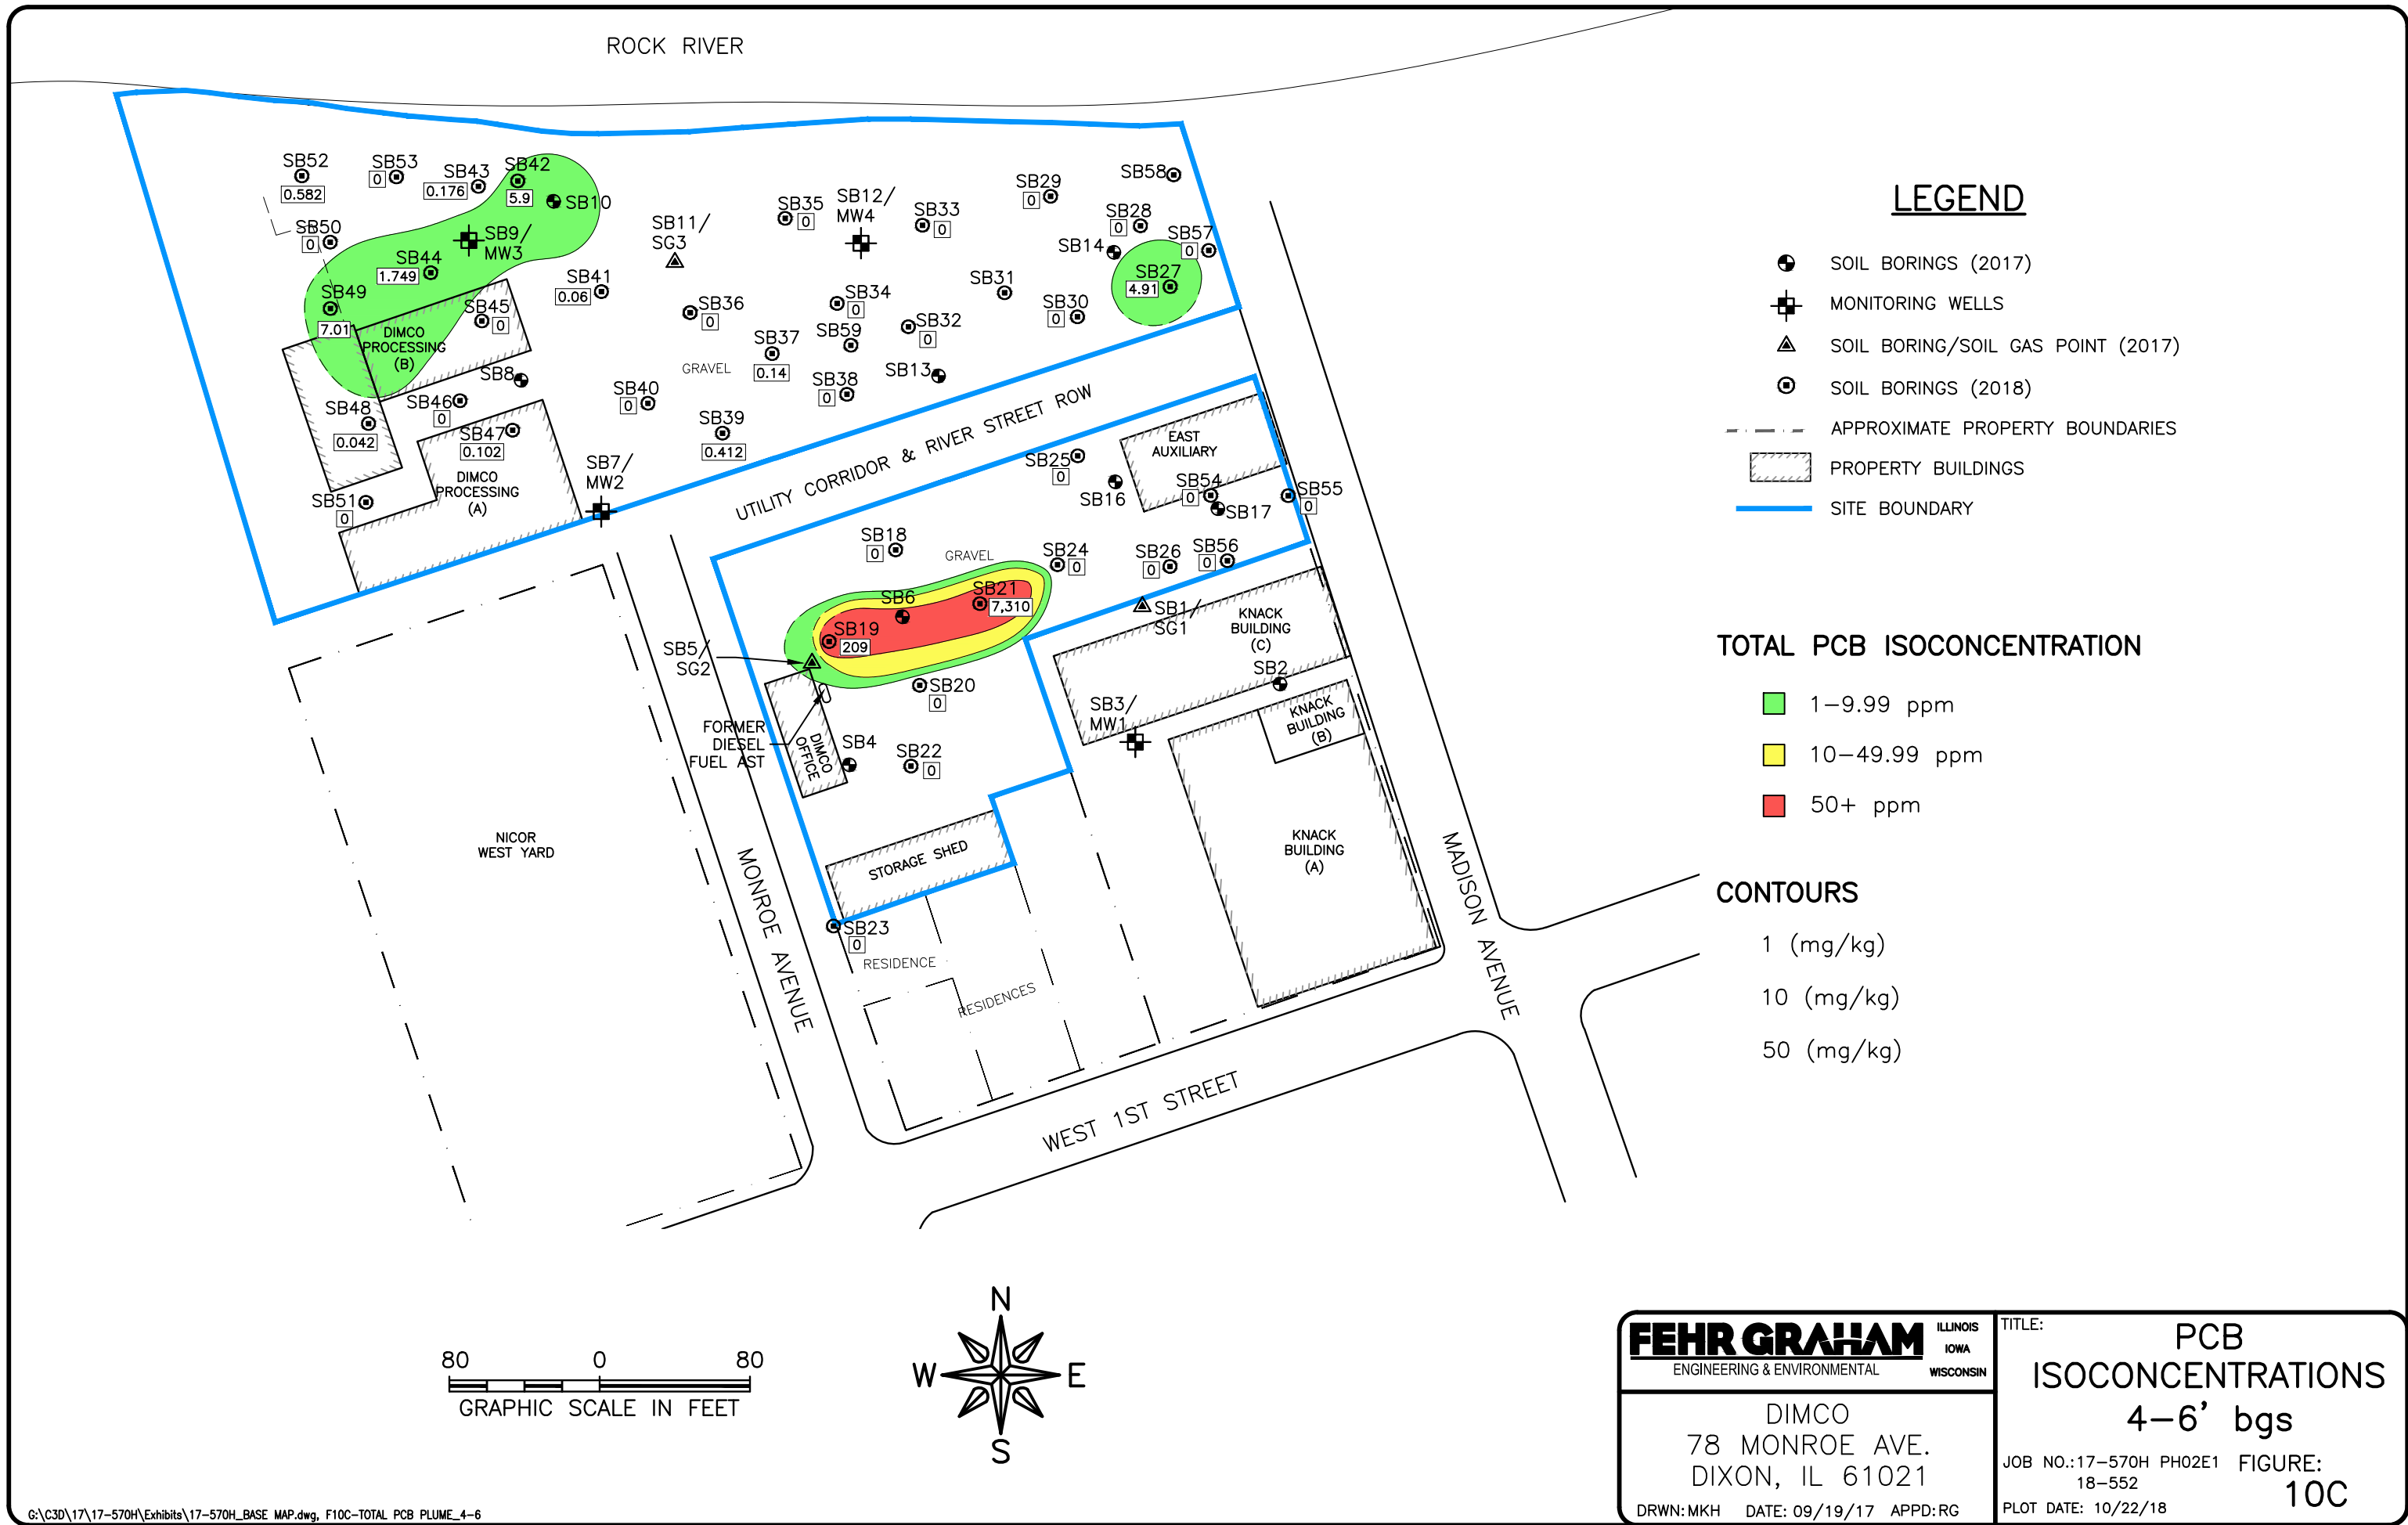 ROCK RIVER
SB52
0.582
SB53
0
SB43
0.176
SB42
5.9
SB10
SB50
0
SB9/
MW3
SB44
1.749
SB49
7.01
SB45
0
DIMCO
PROCESSING
(B)
SB41
0.06
SB11/
SG3
SB35
0
SB12/
MW4
SB33
0
SB29
0
SB58
SB28
0
SB14
SB57
0
SB27
4.91
SB31
SB30
0
SB36
0
SB34
0
SB59
SB32
0
SB37
0.14
GRAVEL
SB38
0
SB13
SB8
SB40
0
SB39
0.412
SB48
0.042
SB46
0
SB47
0.102
DIMCO
PROCESSING
(A)
SB51
0
SB7/
MW2
UTILITY CORRIDOR & RIVER STREET ROW
EAST
AUXILIARY
SB25
0
SB16
SB54
0
SB17
SB55
0
SB18
0
GRAVEL
SB24
0
SB26
0
SB56
0
SB6
SB21
7,310
SB19
209
SB5/
SG2
SB1/
SG1
KNACK
BUILDING
(C)
SB2
SB20
0
SB3/
MW1
KNACK
BUILDING
(B)
FORMER
DIESEL
FUEL AST
DIMCO
OFFICE
SB4
SB22
0
NICOR
WEST YARD
STORAGE SHED
KNACK
BUILDING
(A)
SB23
0
RESIDENCE
RESIDENCES
MONROE AVENUE
MADISON AVENUE
WEST 1ST STREET
LEGEND
SOIL BORINGS (2017)
MONITORING WELLS
SOIL BORING/SOIL GAS POINT (2017)
SOIL BORINGS (2018)
APPROXIMATE PROPERTY BOUNDARIES
PROPERTY BUILDINGS
SITE BOUNDARY
TOTAL PCB ISOCONCENTRATION
1-9.99 ppm
10-49.99 ppm
50+ ppm
CONTOURS
1 (mg/kg)
10 (mg/kg)
50 (mg/kg)
80 0 80
GRAPHIC SCALE IN FEET
N
W E
S
FEHR GRAHAM
ENGINEERING & ENVIRONMENTAL
ILLINOIS
IOWA
WISCONSIN
DIMCO
78 MONROE AVE.
DIXON, IL 61021
DRWN: MKH DATE: 09/19/17 APPD: RG
TITLE:
PCB
ISOCONCENTRATIONS
4-6' bgs
JOB NO.: 17-570H PH02E1
18-552
PLOT DATE: 10/22/18
FIGURE:
10C
G:\C3D\17\17-570H\Exhibits\17-570H_BASE MAP.dwg, F10C-TOTAL PCB PLUME_4-6